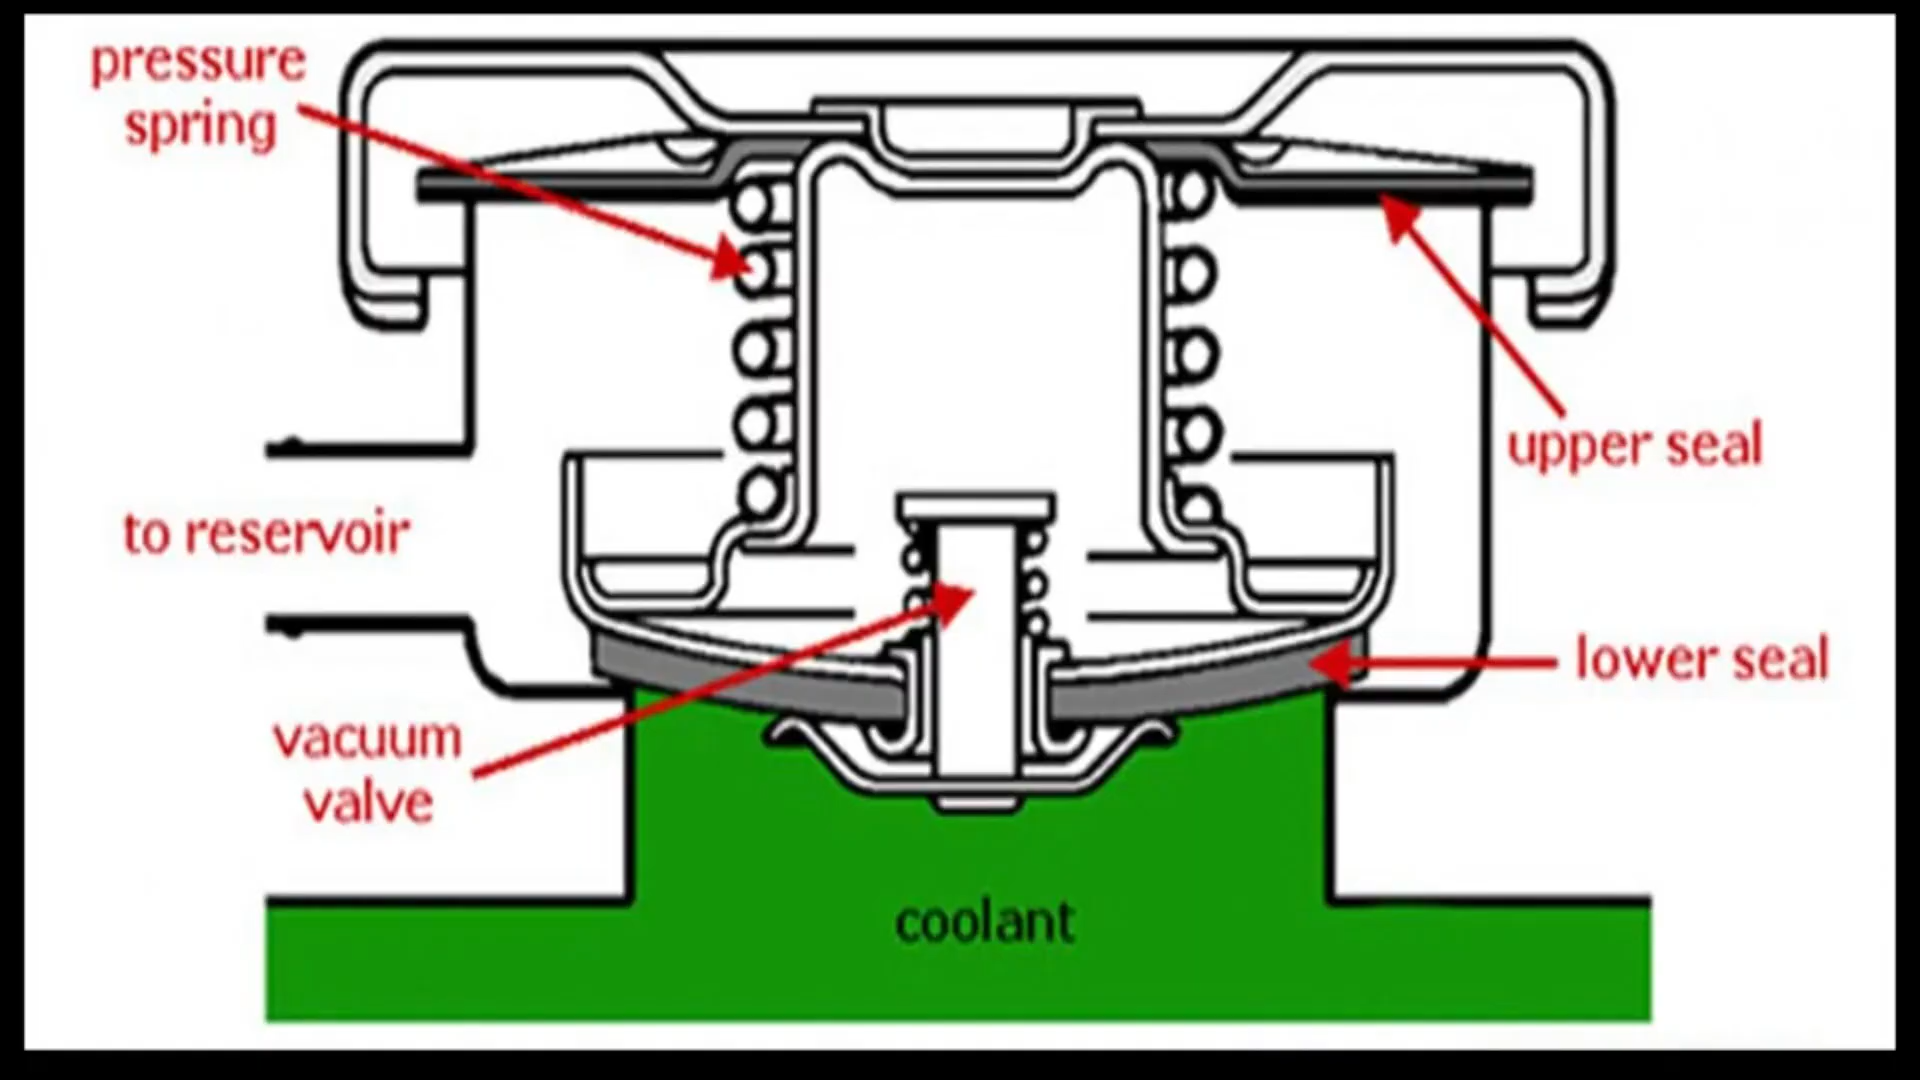 pressure
spring
upper seal
to reservoir
lower seal
vacuum
valve
coolant